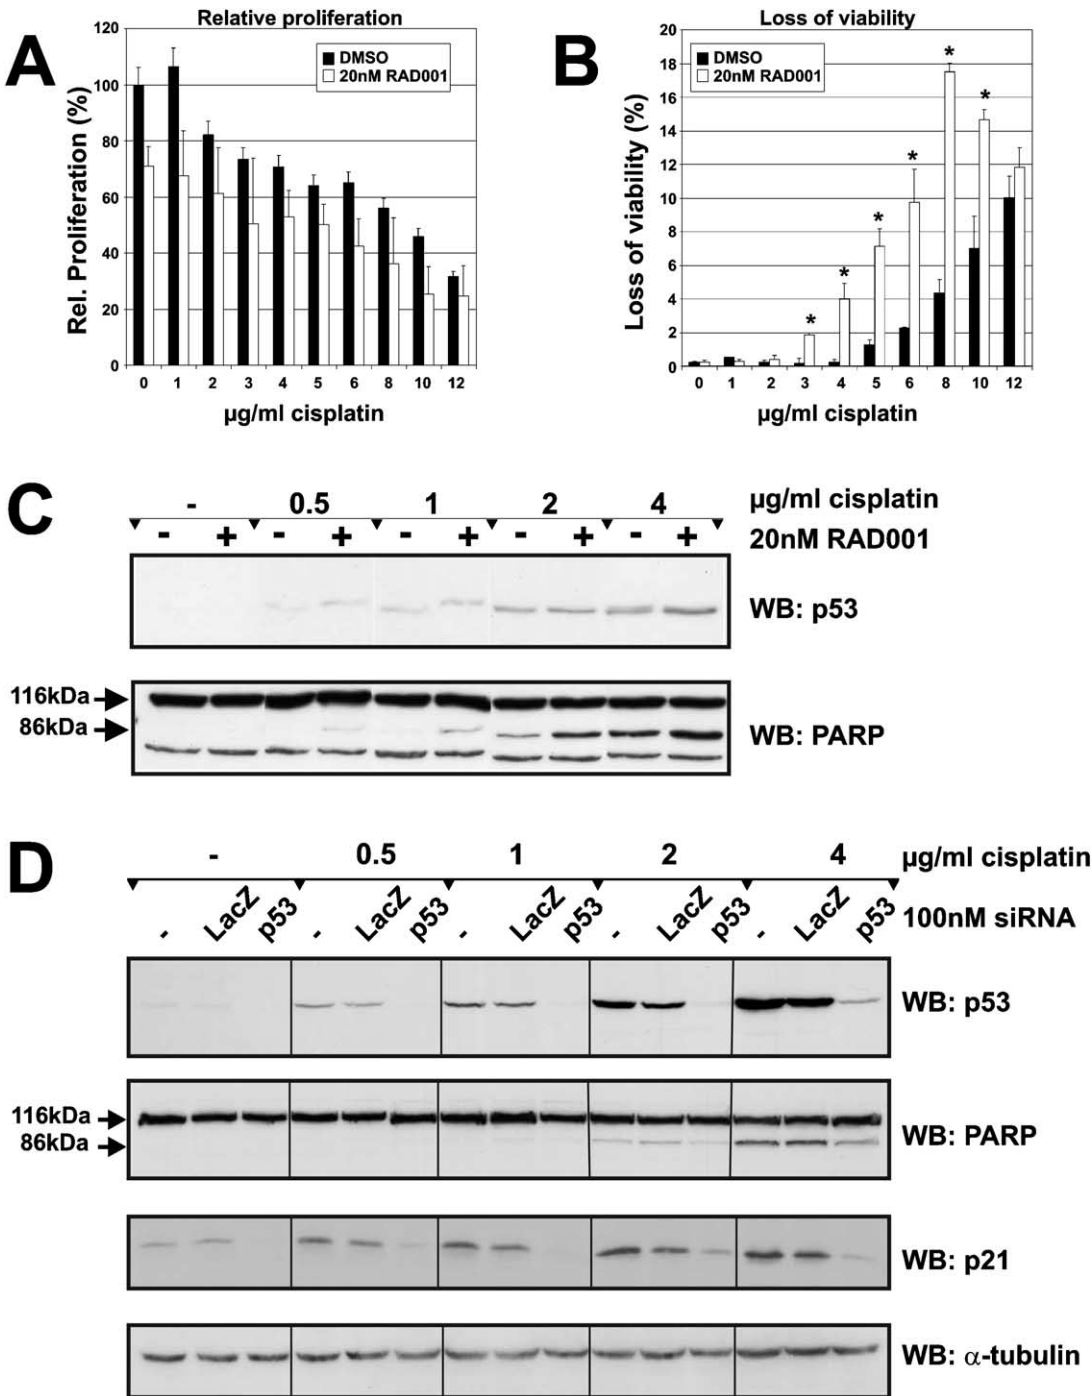 A
Relative proliferation
DMSO
20nM RAD001
Rel. Proliferation (%)
120
100
80
60
40
20
0
0 1 2 3 4 5 6 8 10 12
µg/ml cisplatin
B
Loss of viability
DMSO
20nM RAD001
Loss of viability (%)
20
18
16
14
12
10
8
6
4
2
0
* * * * * *
0 1 2 3 4 5 6 8 10 12
µg/ml cisplatin
C
- 0.5 1 2 4 µg/ml cisplatin
- + - + - + - + - + 20nM RAD001
WB: p53
116kDa
86kDa
WB: PARP
D
- 0.5 1 2 4 µg/ml cisplatin
- LacZ p53 - LacZ p53 - LacZ p53 - LacZ p53 - LacZ p53 100nM siRNA
WB: p53
116kDa
86kDa
WB: PARP
WB: p21
WB: α-tubulin